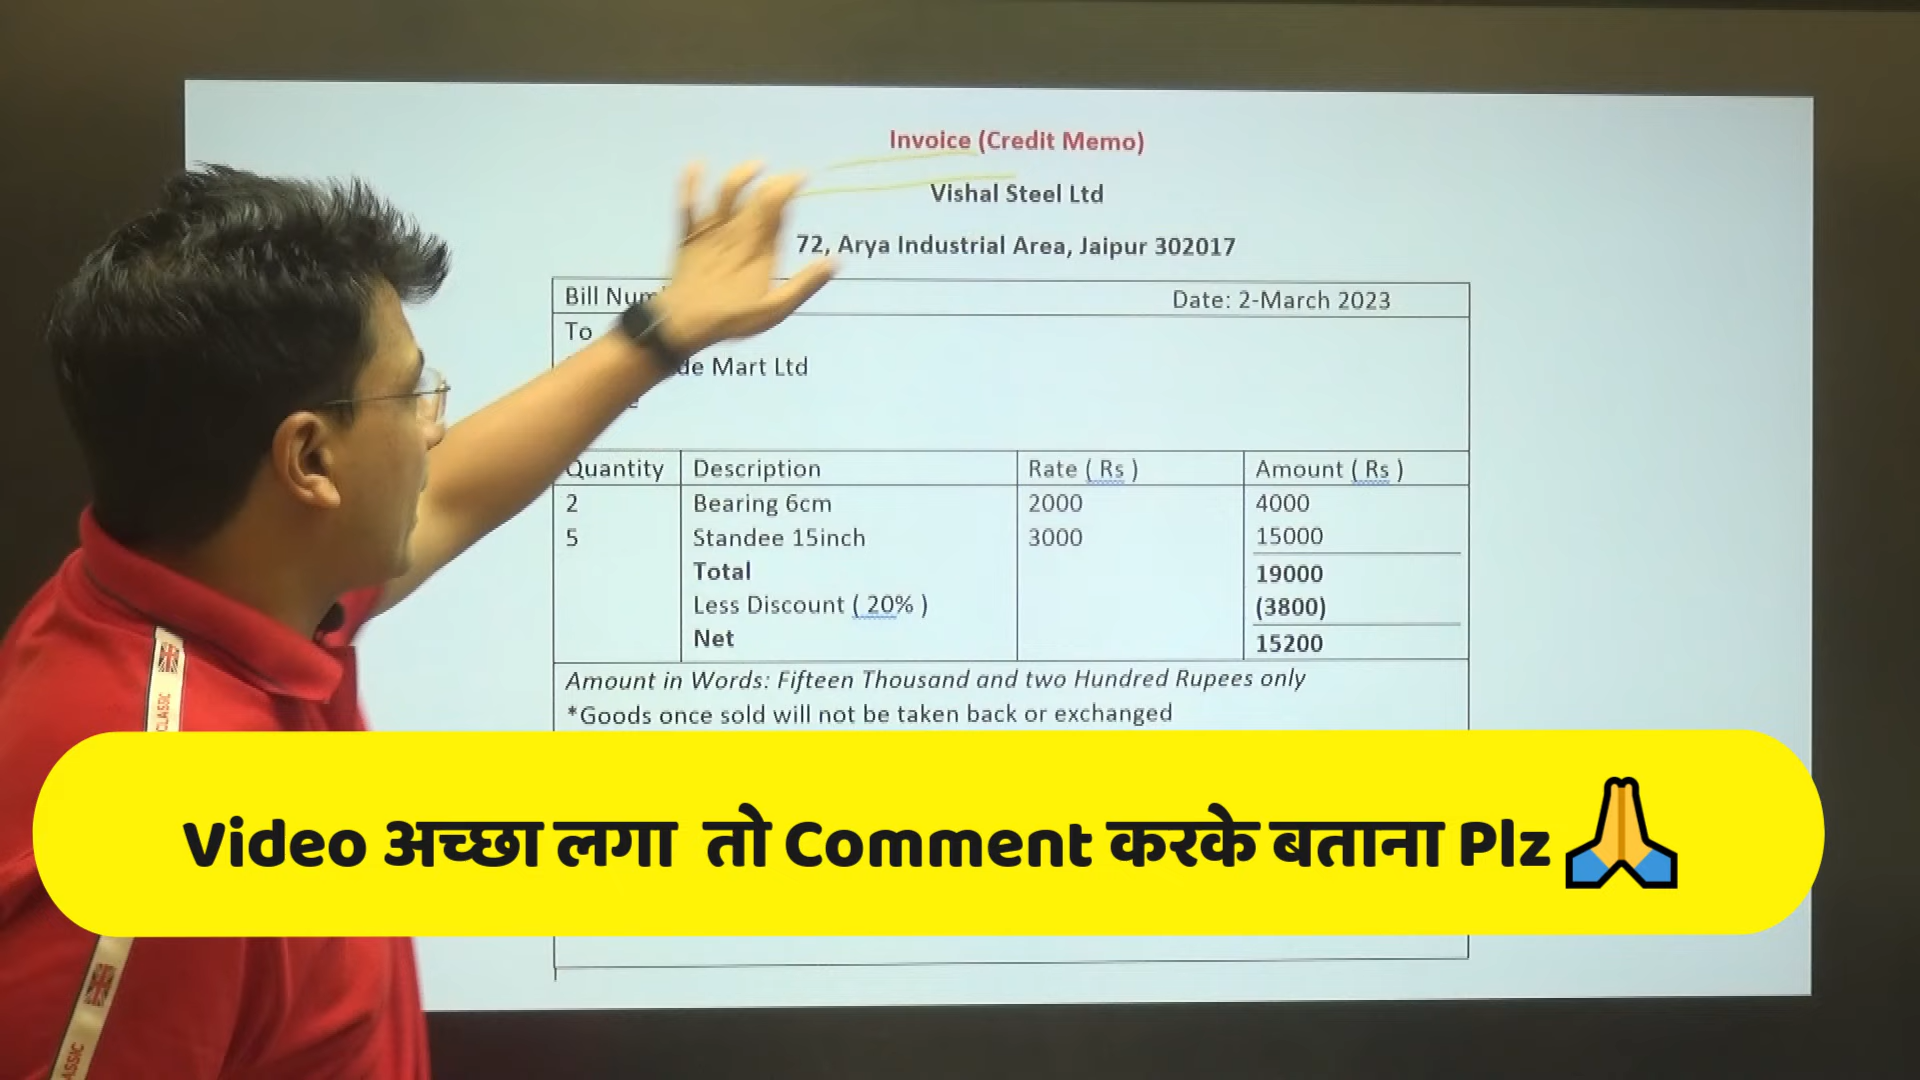 Invoice (Credit Memo)
Vishal Steel Ltd
72, Arya Industrial Area, Jaipur 302017
Bill Date: 2-March 2023
To
Mart Ltd
Quantity Description Rate ( Rs ) Amount ( Rs )
2 Bearing 6cm 2000 4000
5 Standee 15inch 3000 15000
Total 19000
Less Discount ( 20% ) (3800)
Net 15200
Amount in Words: Fifteen Thousand and two Hundred Rupees only
*Goods once sold will not be taken back or exchanged
CLASSIC
Video अच्छा लगा तो Comment करके बताना Plz